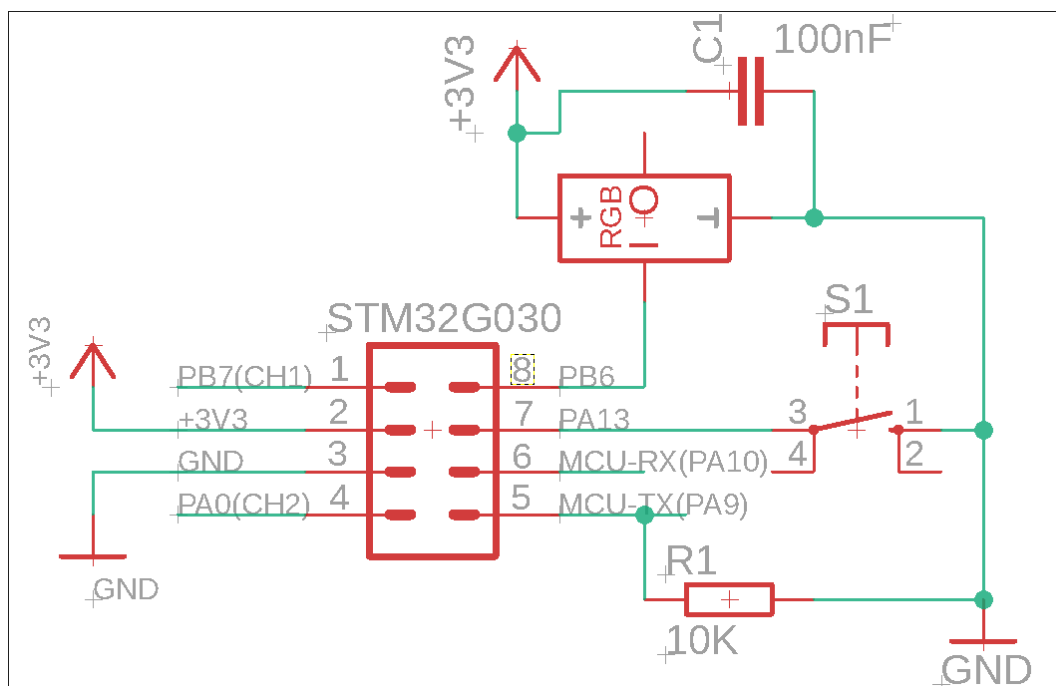 C1
100nF
+3V3
RGB
+
I
O
STM32G030
S1
+3V3
PB7(CH1) 1
8 PB6
+3V3 2
7 PA13
3 1
GND 3
6 MCU-RX(PA10)
4 2
PA0(CH2) 4
5 MCU-TX(PA9)
GND
R1
10K
GND